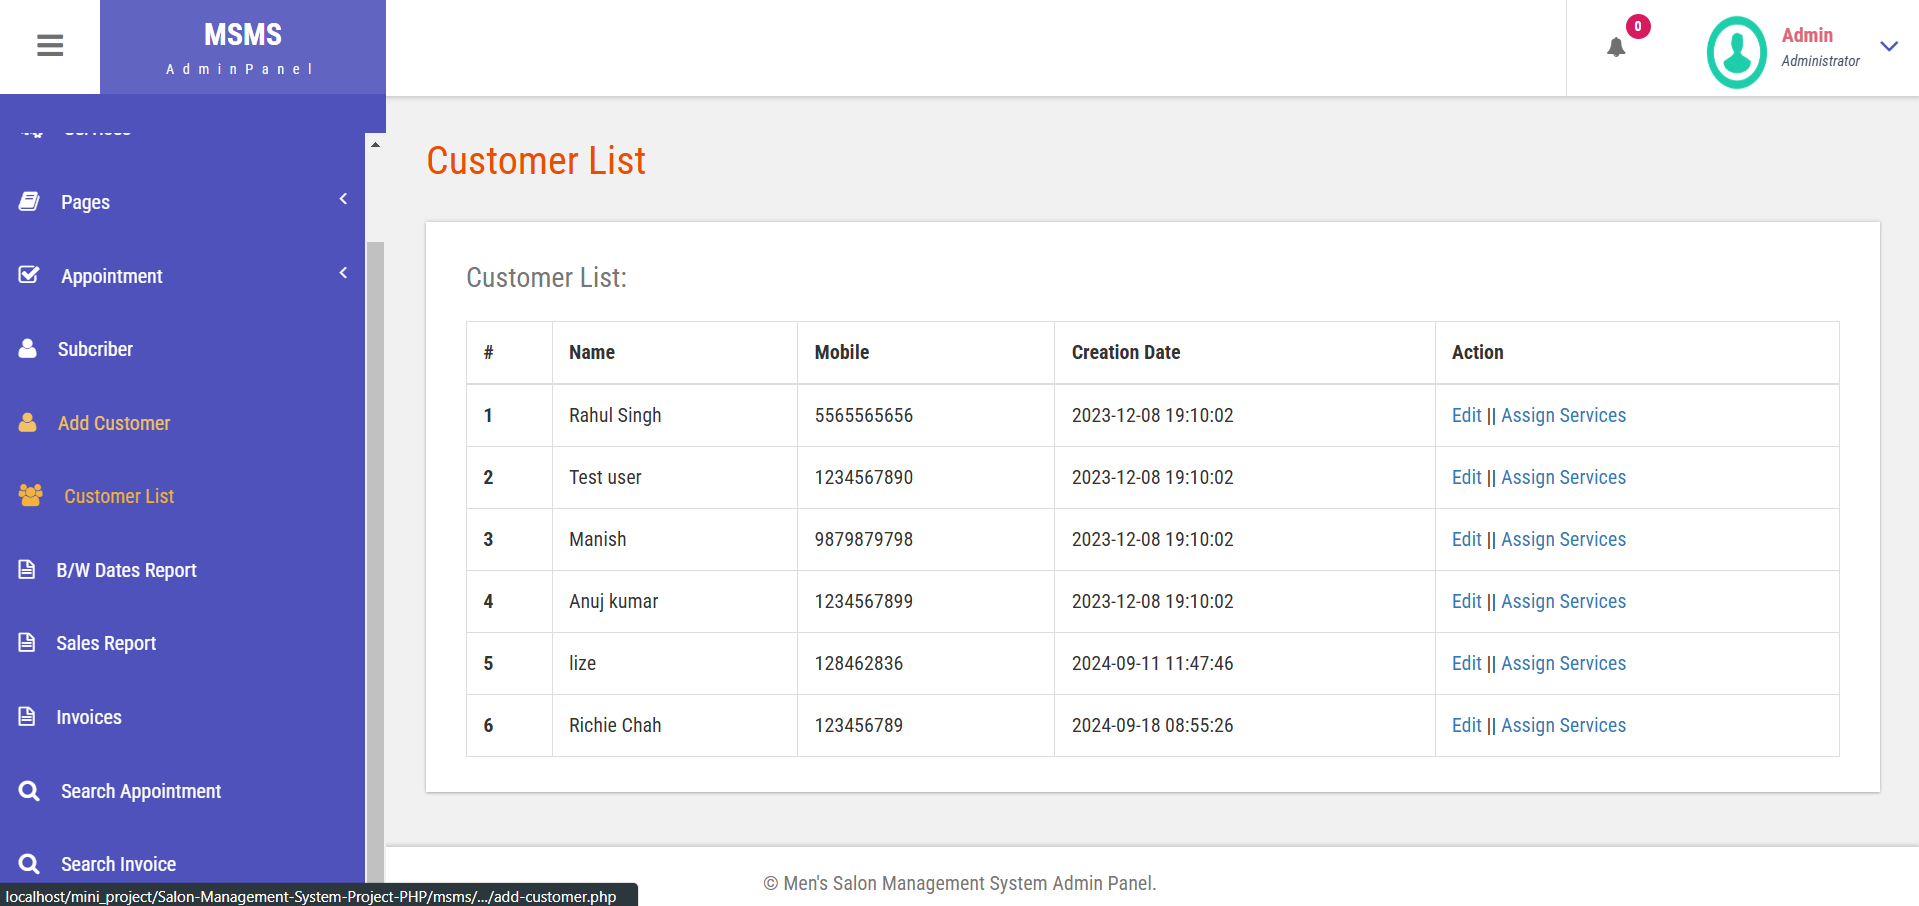 MSMS
AdminPanel
0
Admin
Administrator
Services
Pages
Appointment
Subcriber
Add Customer
Customer List
B/W Dates Report
Sales Report
Invoices
Search Appointment
Search Invoice
Customer List
Customer List:
# Name Mobile Creation Date Action
1 Rahul Singh 5565565656 2023-12-08 19:10:02 Edit || Assign Services
2 Test user 1234567890 2023-12-08 19:10:02 Edit || Assign Services
3 Manish 9879879798 2023-12-08 19:10:02 Edit || Assign Services
4 Anuj kumar 1234567899 2023-12-08 19:10:02 Edit || Assign Services
5 lize 128462836 2024-09-11 11:47:46 Edit || Assign Services
6 Richie Chah 123456789 2024-09-18 08:55:26 Edit || Assign Services
© Men's Salon Management System Admin Panel.
localhost/mini_project/Salon-Management-System-Project-PHP/msms/.../add-customer.php